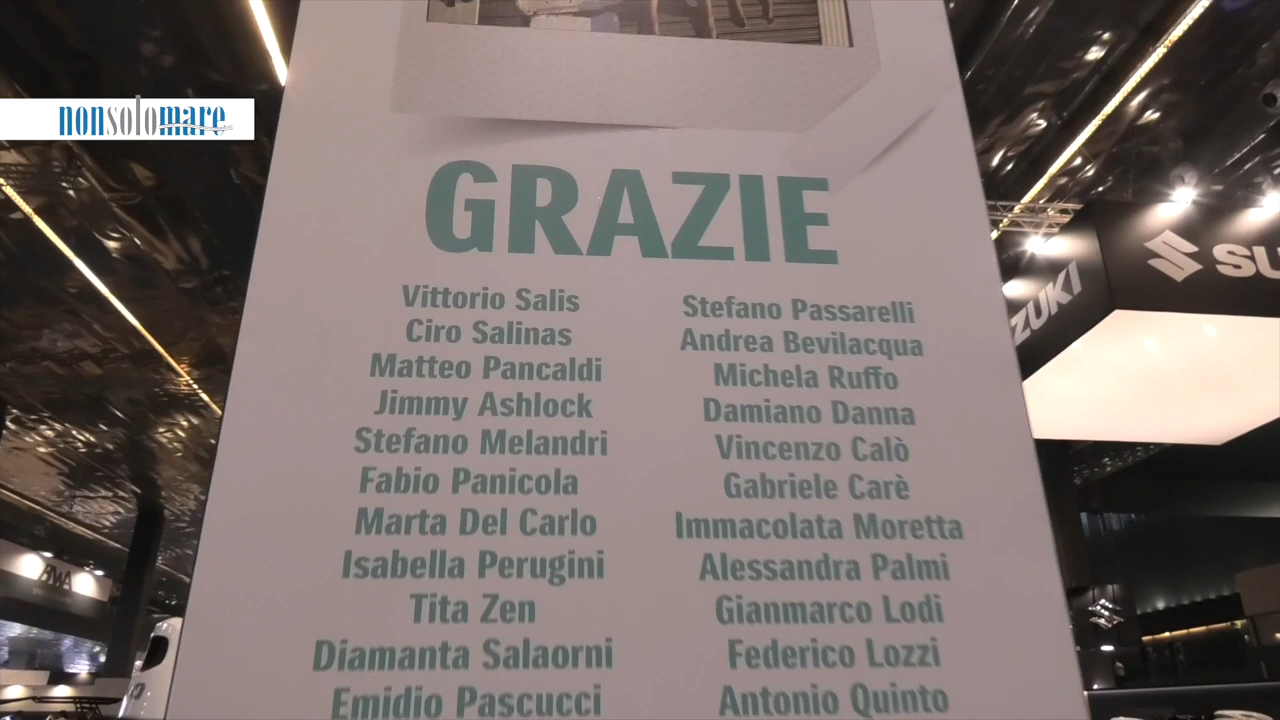 nonsolomare
GRAZIE
Vittorio Salis
Ciro Salinas
Matteo Pancaldi
Jimmy Ashlock
Stefano Melandri
Fabio Panicola
Marta Del Carlo
Isabella Perugini
Tita Zen
Diamanta Salaorni
Emidio Pascucci
Stefano Passarelli
Andrea Bevilacqua
Michela Ruffo
Damiano Danna
Vincenzo Calò
Gabriele Carè
Immacolata Moretta
Alessandra Palmi
Gianmarco Lodi
Federico Lozzi
Antonio Quinto
ZUKI
SU